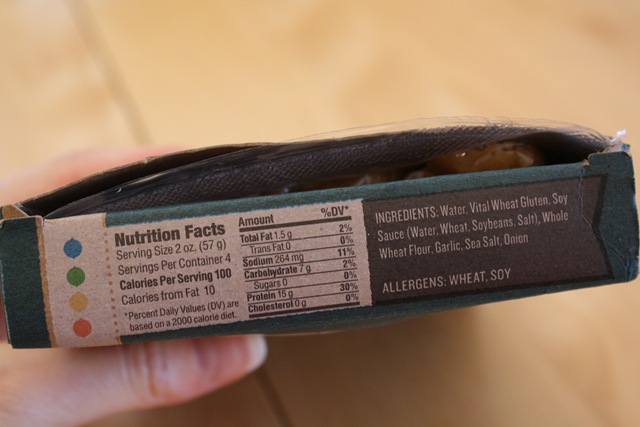 Nutrition Facts
Serving Size 2 oz. (57 g)
Servings Per Container 4
Calories Per Serving 100
Calories from Fat 10
*Percent Daily Values (DV) are
based on a 2000 calorie diet.
Amount %DV*
Total Fat 1.5 g 2%
Trans Fat 0 0%
Sodium 264 mg 11%
Carbohydrate 7 g 2%
Sugars 0 0%
Protein 15 g 30%
Cholesterol 0 g 0%
INGREDIENTS: Water, Vital Wheat Gluten, Soy
Sauce (Water, Wheat, Soybeans, Salt), Whole
Wheat Flour, Garlic, Sea Salt, Onion
ALLERGENS: WHEAT, SOY